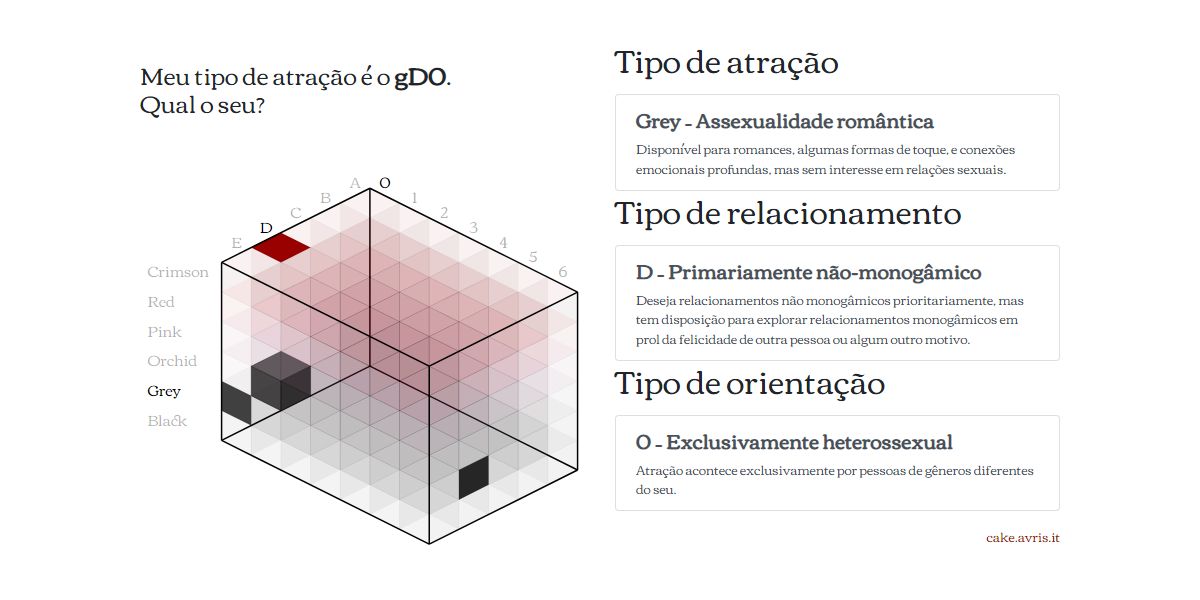 Meu tipo de atração é o gDO.
Qual o seu?
A O
B 1
C 2
D 3
E 4
5
6
Crimson
Red
Pink
Orchid
Grey
Black
Tipo de atração
Grey - Assexualidade romântica
Disponível para romances, algumas formas de toque, e conexões
emocionais profundas, mas sem interesse em relações sexuais.
Tipo de relacionamento
D - Primariamente não-monogâmico
Deseja relacionamentos não monogâmicos prioritariamente, mas
tem disposição para explorar relacionamentos monogâmicos em
prol da felicidade de outra pessoa ou algum outro motivo.
Tipo de orientação
O - Exclusivamente heterossexual
Atração acontece exclusivamente por pessoas de gêneros diferentes
do seu.
cake.avris.it